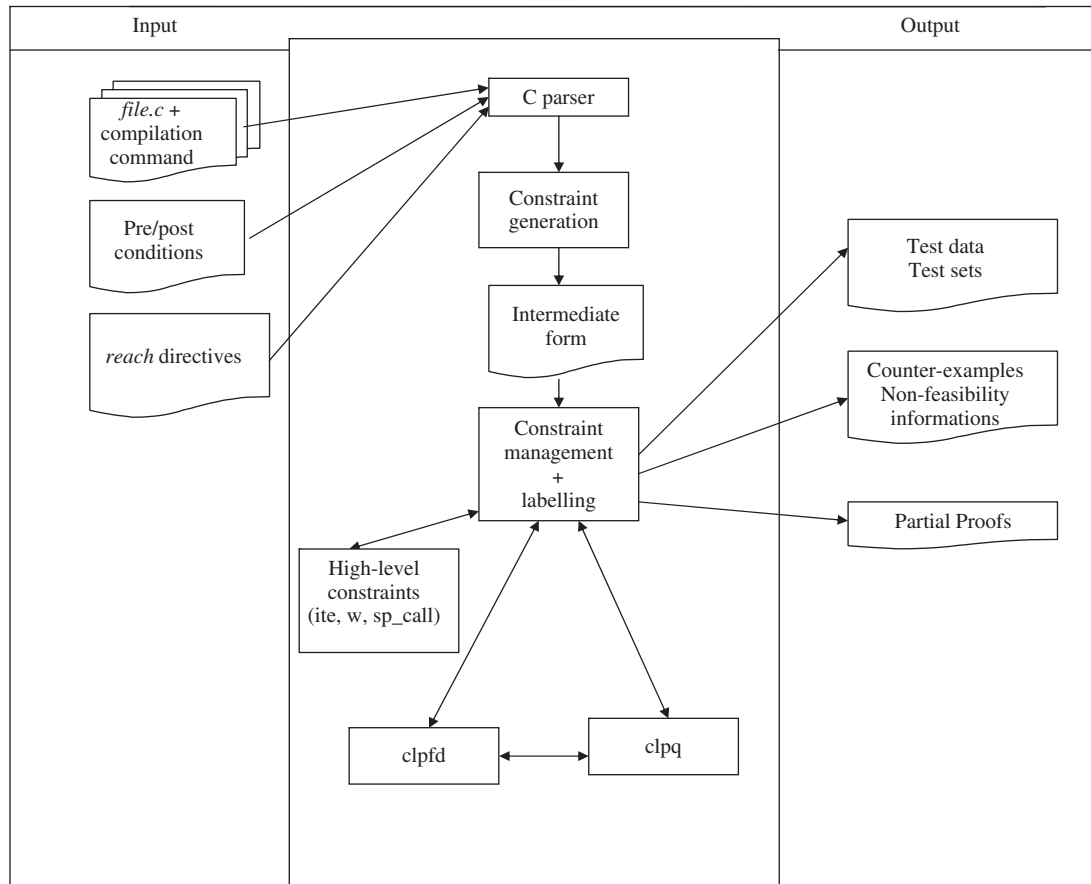 Input
Output
file.c +
compilation
command
Pre/post
conditions
reach directives
C parser
Constraint
generation
Intermediate
form
Constraint
management
+
labelling
High-level
constraints
(ite, w, sp_call)
clpfd
clpq
Test data
Test sets
Counter-examples
Non-feasibility
informations
Partial Proofs